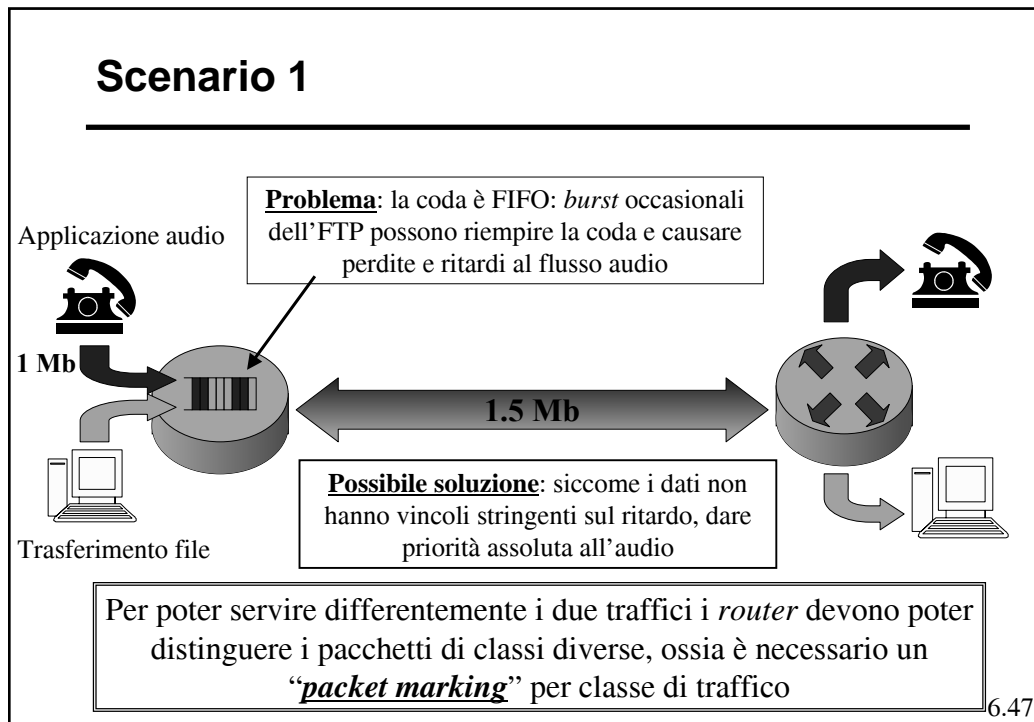 Scenario 1
Problema: la coda è FIFO: burst occasionali
dell'FTP possono riempire la coda e causare
perdite e ritardi al flusso audio
Applicazione audio
1 Mb
1.5 Mb
Possibile soluzione: siccome i dati non
hanno vincoli stringenti sul ritardo, dare
priorità assoluta all'audio
Trasferimento file
Per poter servire differentemente i due traffici i router devono poter
distinguere i pacchetti di classi diverse, ossia è necessario un
“packet marking” per classe di traffico
6.47